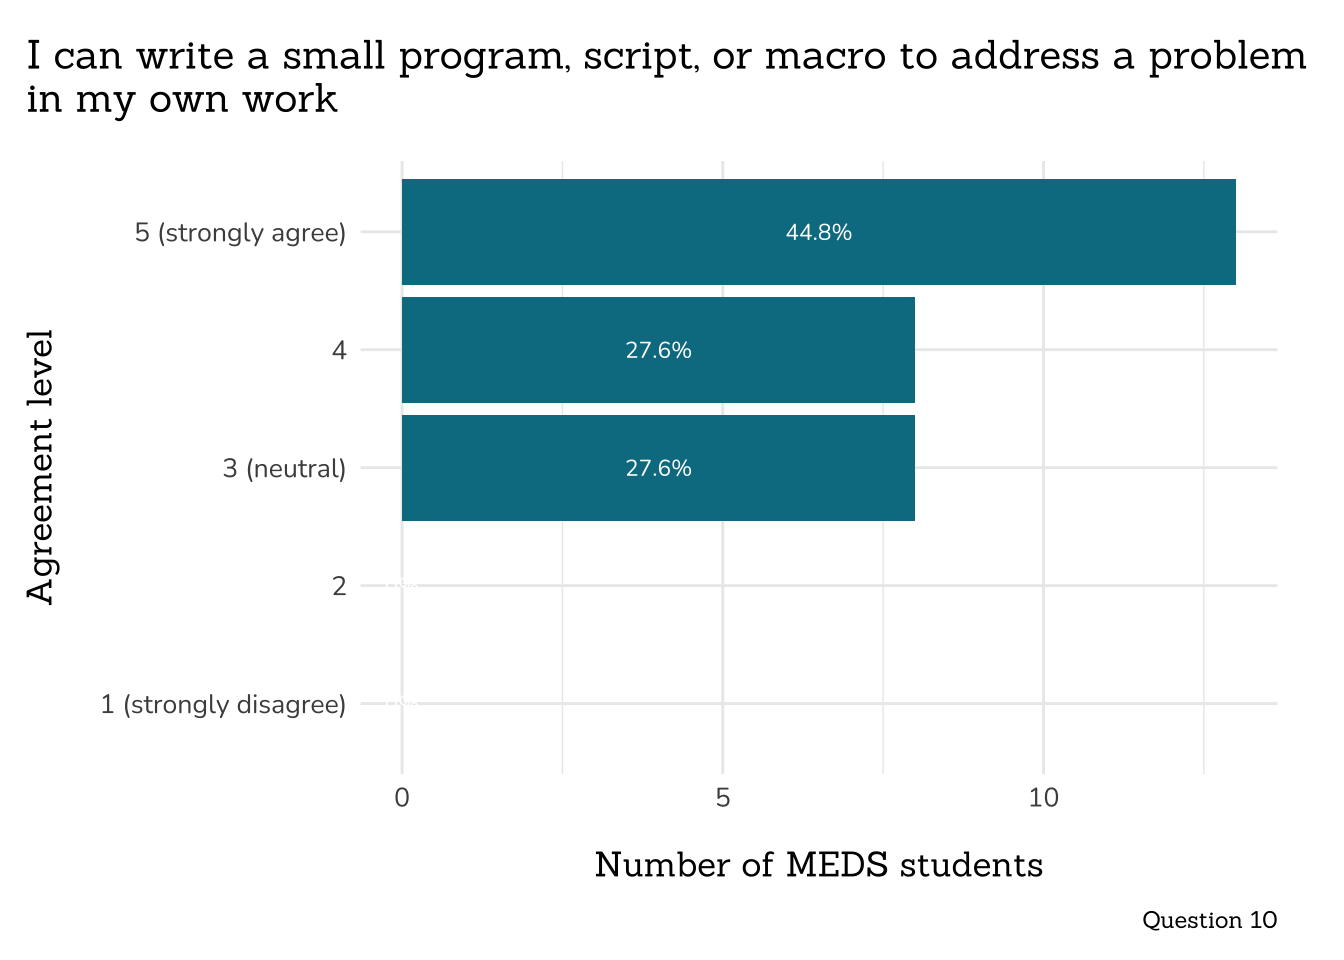 I can write a small program, script, or macro to address a problem
in my own work
5 (strongly agree)
44.8%
4
27.6%
3 (neutral)
27.6%
2
1 (strongly disagree)
Agreement level
0 5 10
Number of MEDS students
Question 10